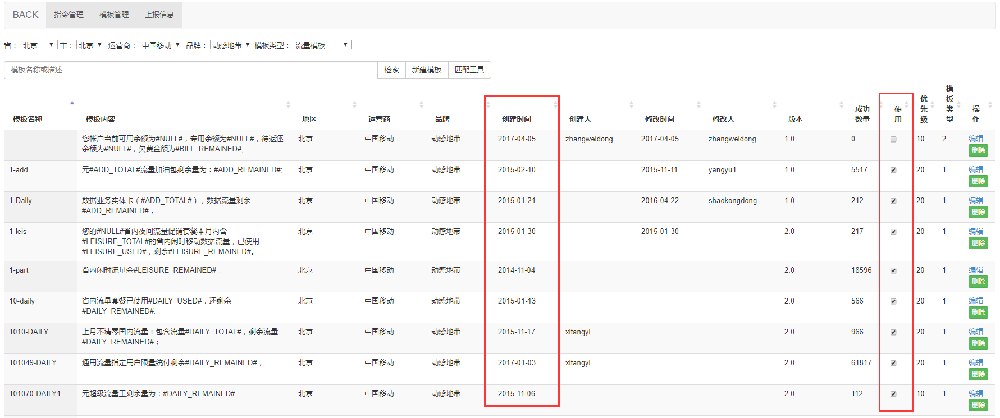 BACK 指令管理 模板管理 上报信息
省： 北京 市： 北京 运营商： 中国移动 品牌： 动感地带 模板类型： 流量模板
模板名称或描述 检索 新建模板 匹配工具
模板名称 模板内容 地区 运营商 品牌 创建时间 创建人 修改时间 修改人 版本 成功数量 使用 优先级 模板类型 操作
您帐户当前可用余额为#NULL#，专用余额为#NULL#，待返还 北京 中国移动 动感地带 2017-04-05 zhangweidong 2017-04-05 zhangweidong 1.0 0 10 2 编辑
余额为#NULL#，欠费金额为#BILL_REMAINED#, 删除
1-add 元#ADD_TOTAL#流量加油包剩余量为：#ADD_REMAINED#; 北京 中国移动 动感地带 2015-02-10 2015-11-11 yangyu1 1.0 5517 20 1 编辑
删除
1-Daily 数据业务实体卡（#ADD_TOTAL#），数据流量剩余 北京 中国移动 动感地带 2015-01-21 2016-04-22 shaokongdong 1.0 212 20 1 编辑
#ADD_REMAINED#， 删除
1-leis 您的#NULL#省内夜间流量促销套餐本月内含 北京 中国移动 动感地带 2015-01-30 2015-01-30 2.0 217 20 1 编辑
#LEISURE_TOTAL#的省内闲时移动数据流量，已使用 删除
#LEISURE_USED#，剩余#LEISURE_REMAINED#。
1-part 省内闲时流量余#LEISURE_REMAINED#， 北京 中国移动 动感地带 2014-11-04 2.0 18596 20 1 编辑
删除
10-daily 省内流量套餐已使用#DAILY_USED#，还剩余 北京 中国移动 动感地带 2015-01-13 2.0 566 20 1 编辑
#DAILY_REMAINED#。 删除
1010-DAILY 上月不清零国内流量：包含流量#DAILY_TOTAL#，剩余流量 北京 中国移动 动感地带 2015-11-17 xifangyi 2.0 966 20 1 编辑
#DAILY_REMAINED#； 删除
101049-DAILY 通用流量指定用户限量统付剩余#DAILY_REMAINED#， 北京 中国移动 动感地带 2017-01-03 xifangyi 2.0 61817 20 1 编辑
删除
101070-DAILY1 元超级流量王剩余量为：#DAILY_REMAINED#, 北京 中国移动 动感地带 2015-11-06 2.0 112 10 1 编辑
删除